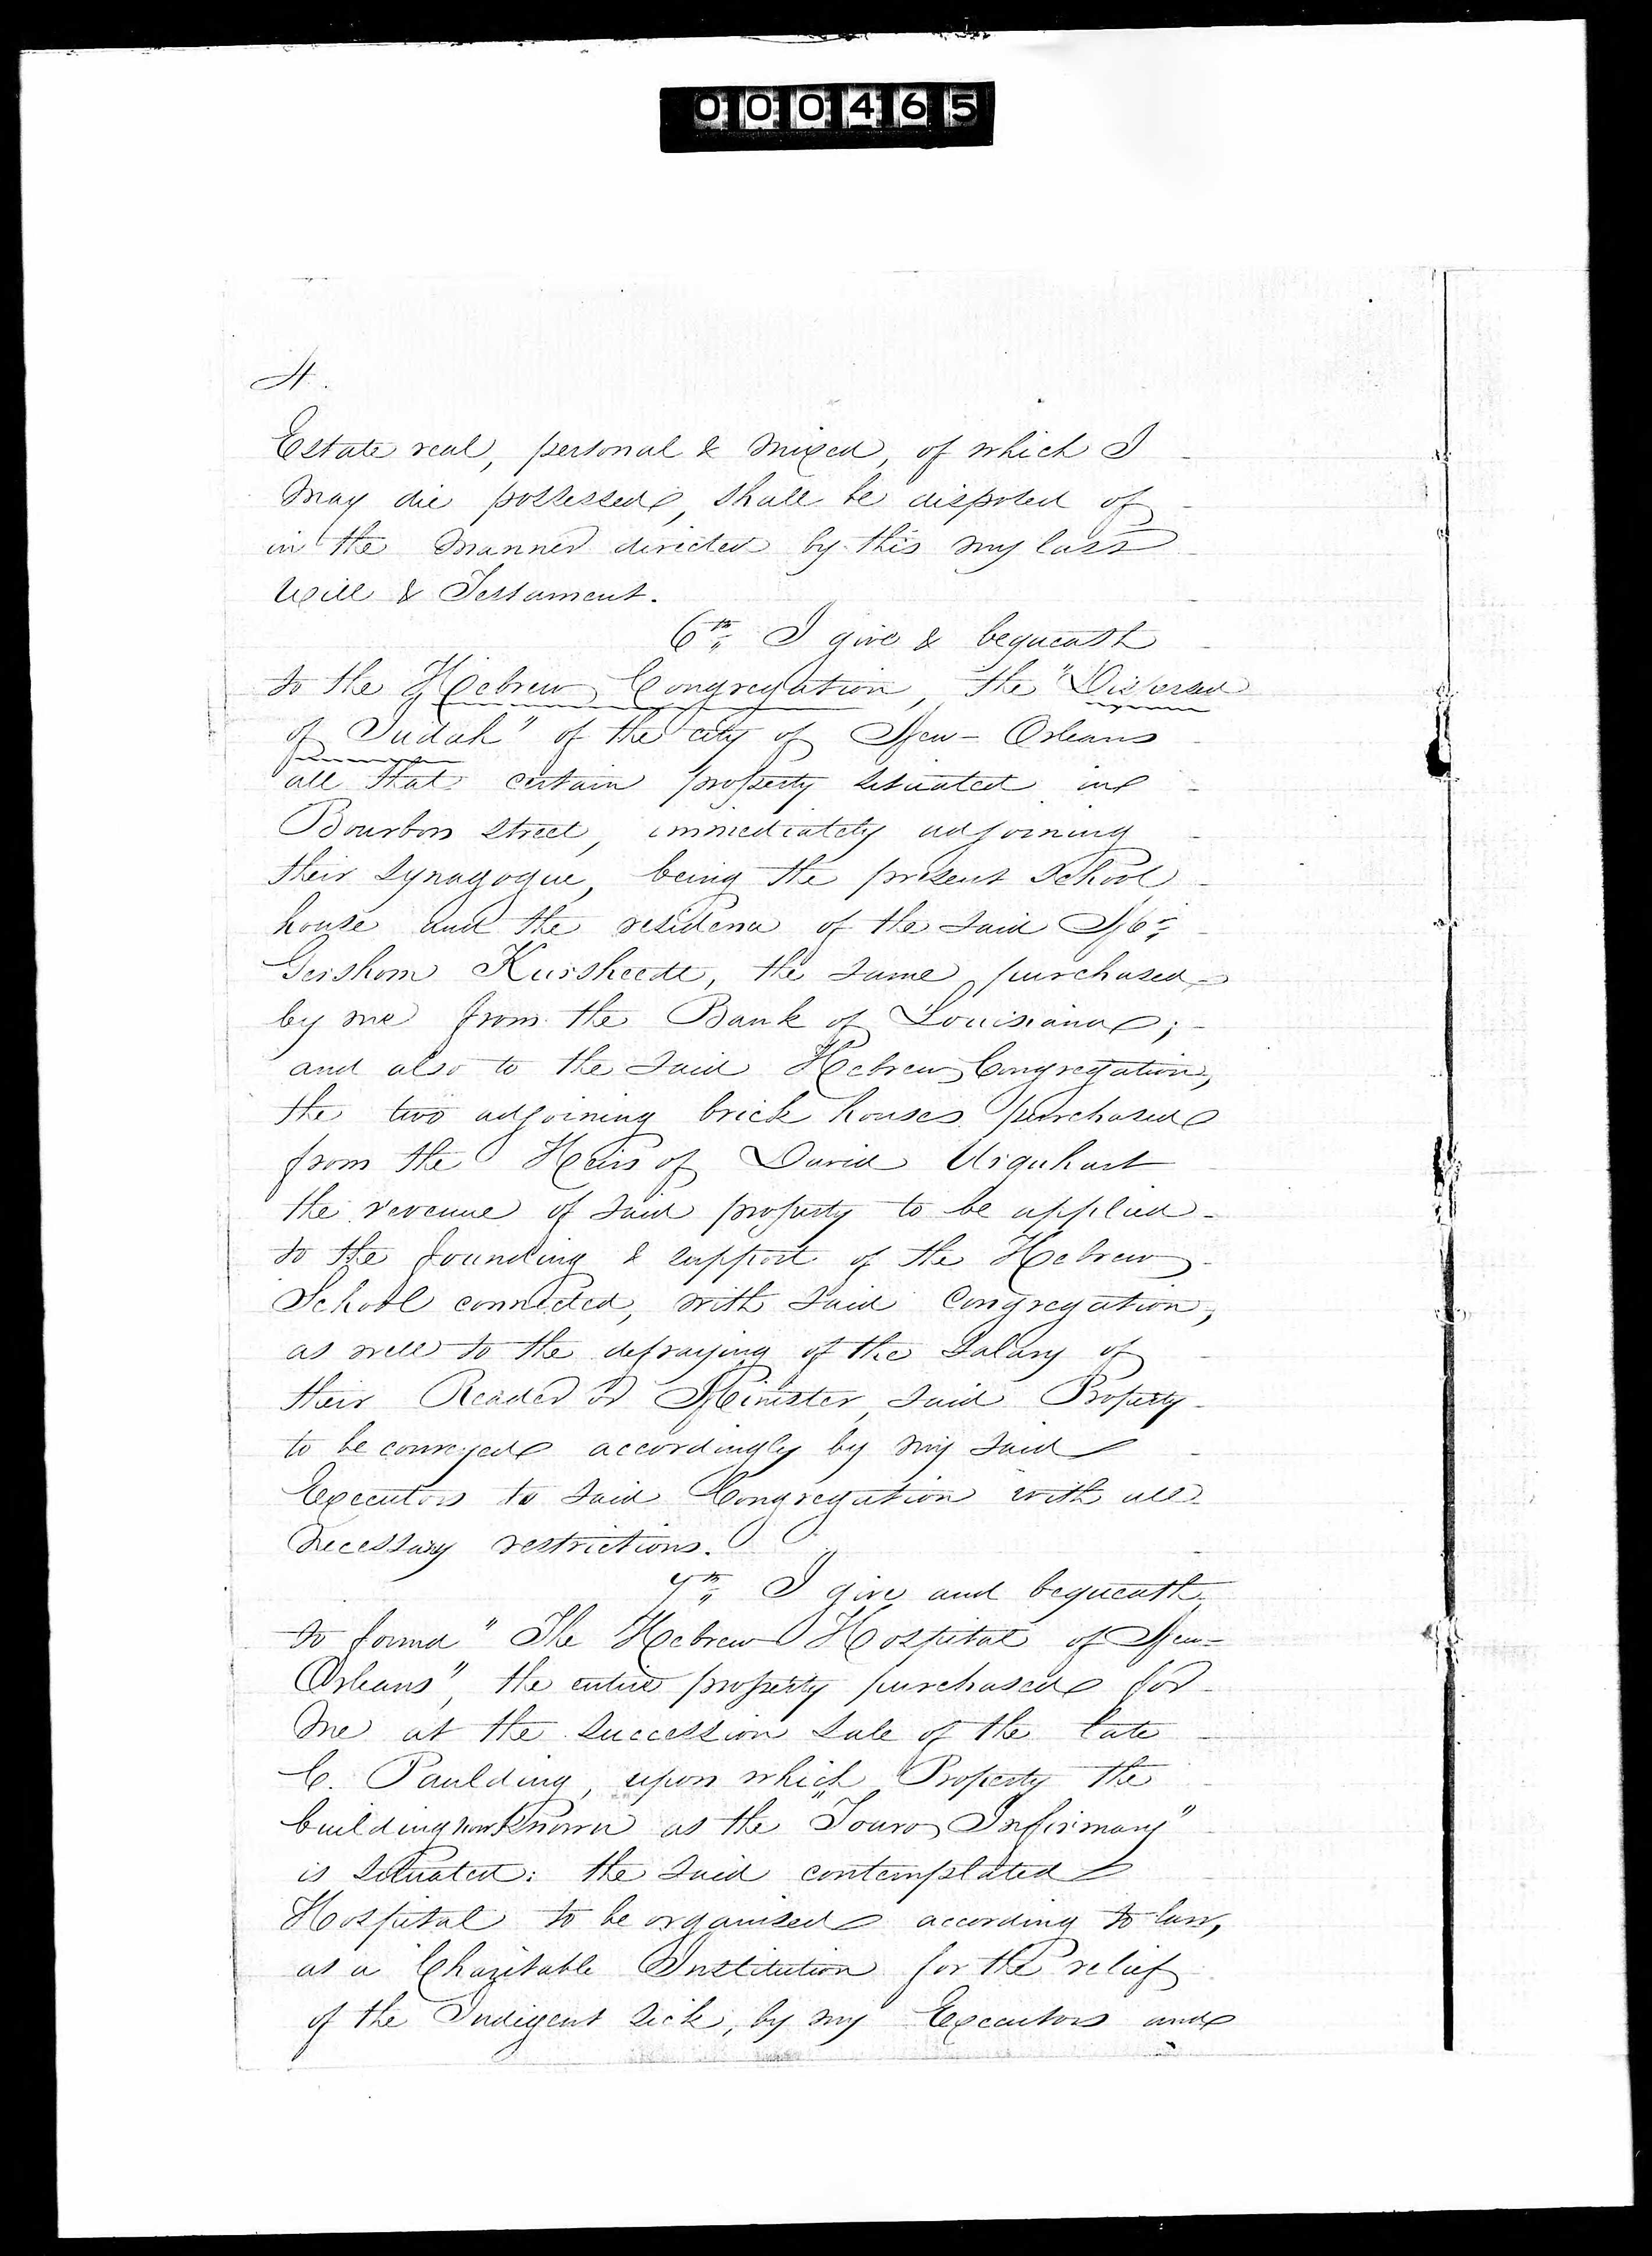 000465
4.
Estate real, personal & mixed, of which I
may die possessed, shall be disposed of
in the manner directed by this my last
will & Testament.
6th I give & bequeath
to the Hebrew Congregation, the "Dispersed
of Judah" of the city of New-Orleans
all that certain property situated in
Bourbon Street, immediately adjoining
their Synagogue, being the present School
house and the residence of the said Mr
Gershom Kursheedt, the same purchased
by me from the Bank of Louisiana;
and also to the said Hebrew Congregation,
the two adjoining brick houses purchased
from the Heirs of David Urquhart
the revenue of said property to be applied
to the founding & support of the Hebrew
School connected, with said Congregation,
as well to the defraying of the Salary of
their Reader or Minister, said Property
to be conveyed accordingly by my said
Executors to said Congregation with all
necessary restrictions.
7th I give and bequeath
to found "The Hebrew Hospital of New-
Orleans", the entire property purchased for
me at the succession sale of the late
C. Paulding, upon which Property the
building now Known as the "Touro Infirmary"
is situated: the said contemplated
Hospital to be organised according to law,
as a Charitable Institution for the relief
of the Indigent sick, by my Executors and